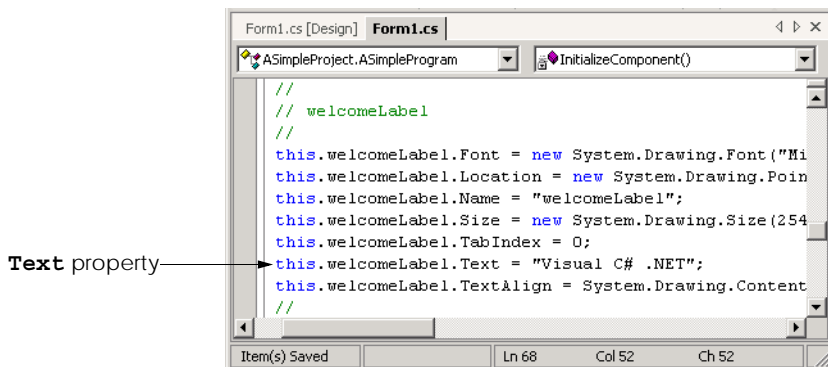 Form1.cs [Design] Form1.cs
ASimpleProject.ASimpleProgram InitializeComponent()
//
// welcomeLabel
//
this.welcomeLabel.Font = new System.Drawing.Font("Mi
this.welcomeLabel.Location = new System.Drawing.Poin
this.welcomeLabel.Name = "welcomeLabel";
this.welcomeLabel.Size = new System.Drawing.Size(254
this.welcomeLabel.TabIndex = 0;
Text property
this.welcomeLabel.Text = "Visual C# .NET";
this.welcomeLabel.TextAlign = System.Drawing.Content
//
Item(s) Saved Ln 68 Col 52 Ch 52